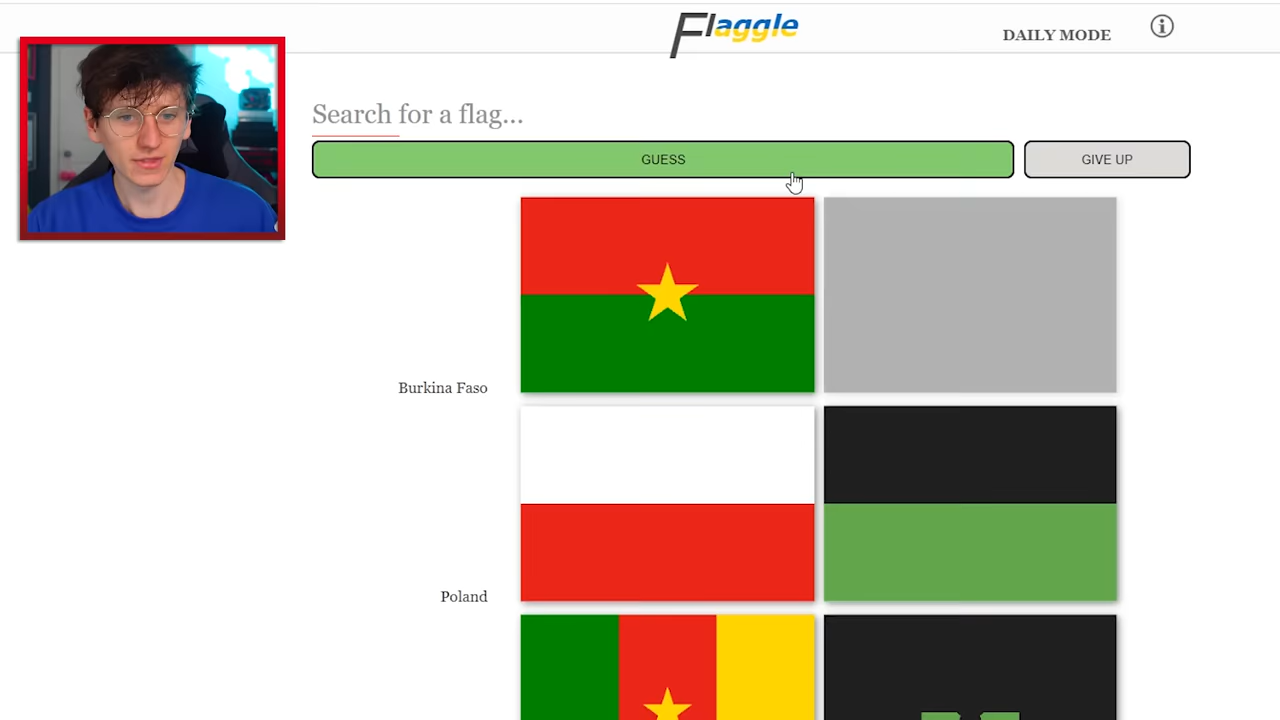 Flaggle
DAILY MODE
Search for a flag...
GUESS
GIVE UP
Burkina Faso
Poland